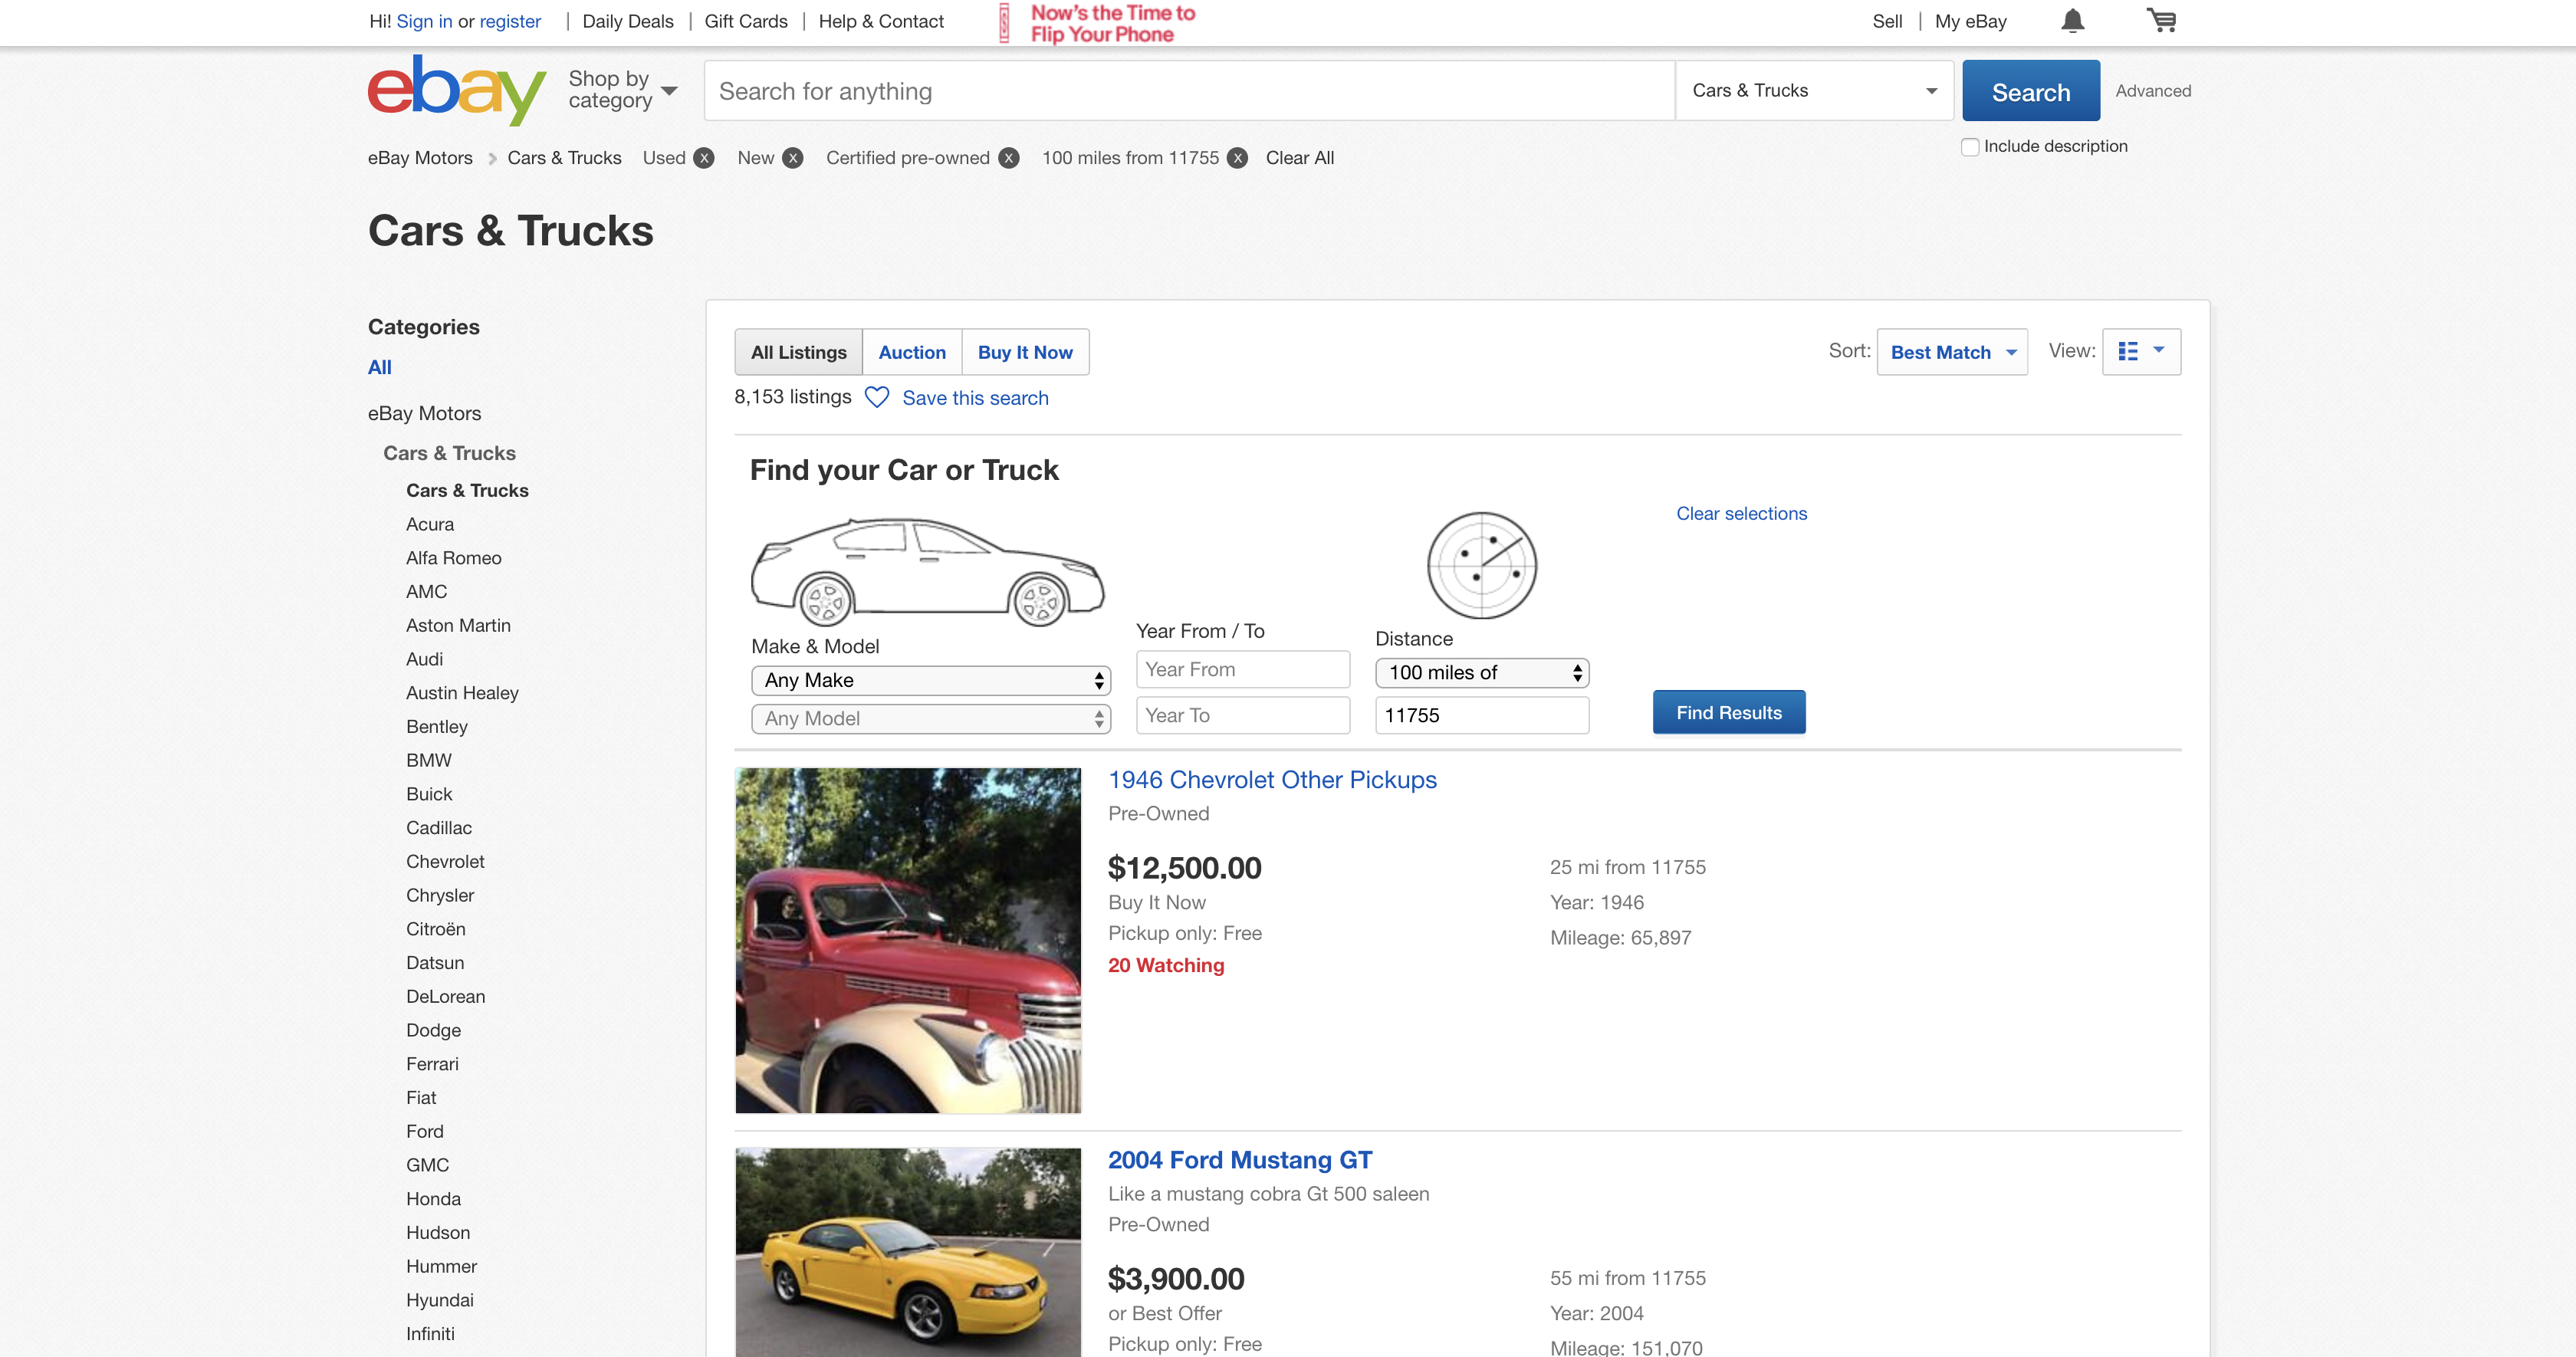 Hi! Sign in or register | Daily Deals | Gift Cards | Help & Contact
Now's the Time to
Flip Your Phone
Sell | My eBay
ebay
Shop by
category
Search for anything
Cars & Trucks
Search
Advanced
Include description
eBay Motors > Cars & Trucks Used x New x Certified pre-owned x 100 miles from 11755 x Clear All
Cars & Trucks
Categories
All
eBay Motors
Cars & Trucks
Cars & Trucks
Acura
Alfa Romeo
AMC
Aston Martin
Audi
Austin Healey
Bentley
BMW
Buick
Cadillac
Chevrolet
Chrysler
Citroën
Datsun
DeLorean
Dodge
Ferrari
Fiat
Ford
GMC
Honda
Hudson
Hummer
Hyundai
Infiniti
All Listings Auction Buy It Now
Sort: Best Match View:
8,153 listings Save this search
Find your Car or Truck
Clear selections
Make & Model
Any Make
Any Model
Year From / To
Year From
Year To
Distance
100 miles of
11755
Find Results
1946 Chevrolet Other Pickups
Pre-Owned
$12,500.00
Buy It Now
Pickup only: Free
20 Watching
25 mi from 11755
Year: 1946
Mileage: 65,897
2004 Ford Mustang GT
Like a mustang cobra Gt 500 saleen
Pre-Owned
$3,900.00
or Best Offer
Pickup only: Free
55 mi from 11755
Year: 2004
Mileage: 151,070